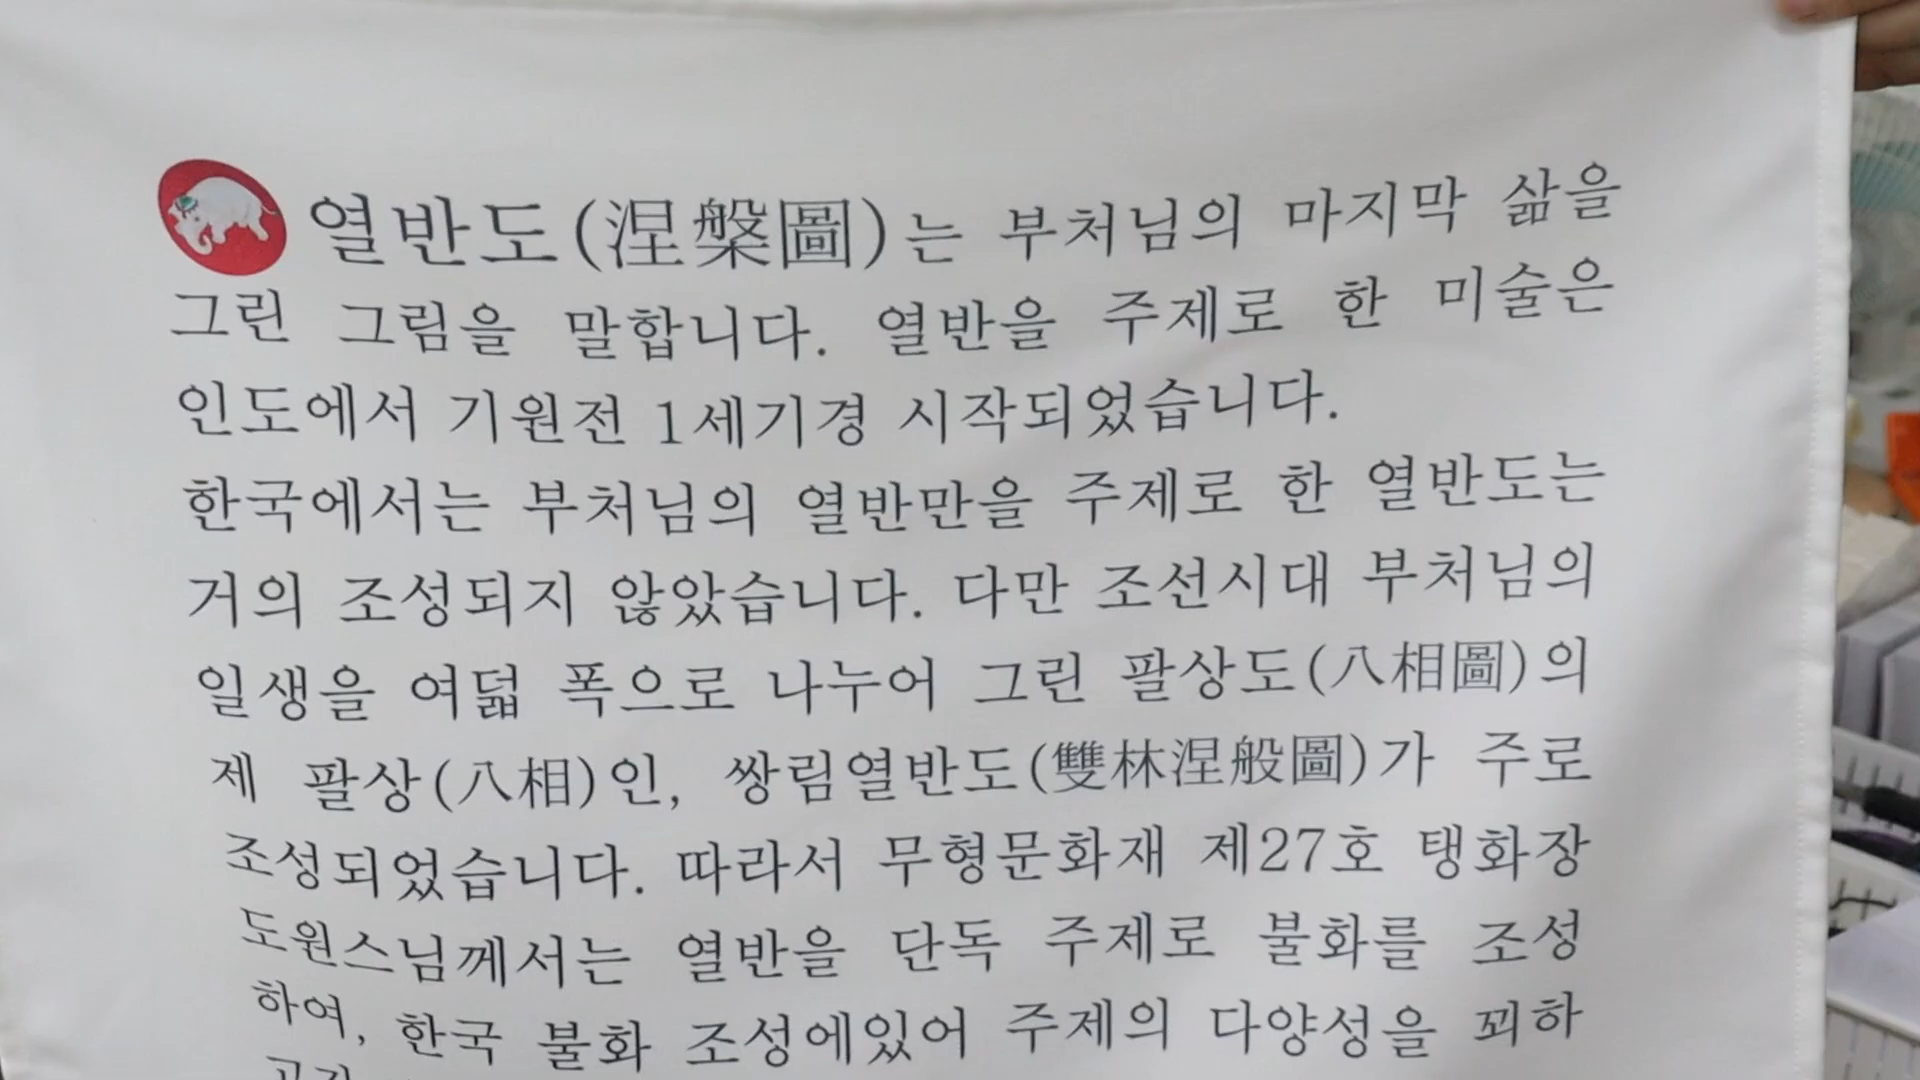 열반도(涅槃圖)는 부처님의 마지막 삶을
그린 그림을 말합니다. 열반을 주제로 한 미술은
인도에서 기원전 1세기경 시작되었습니다.
한국에서는 부처님의 열반만을 주제로 한 열반도는
거의 조성되지 않았습니다. 다만 조선시대 부처님의
일생을 여덟 폭으로 나누어 그린 팔상도(八相圖)의
제 팔상(八相)인, 쌍림열반도(雙林涅般圖)가 주로
조성되었습니다. 따라서 무형문화재 제27호 탱화장
도원스님께서는 열반을 단독 주제로 불화를 조성
하여, 한국 불화 조성에있어 주제의 다양성을 꾀하